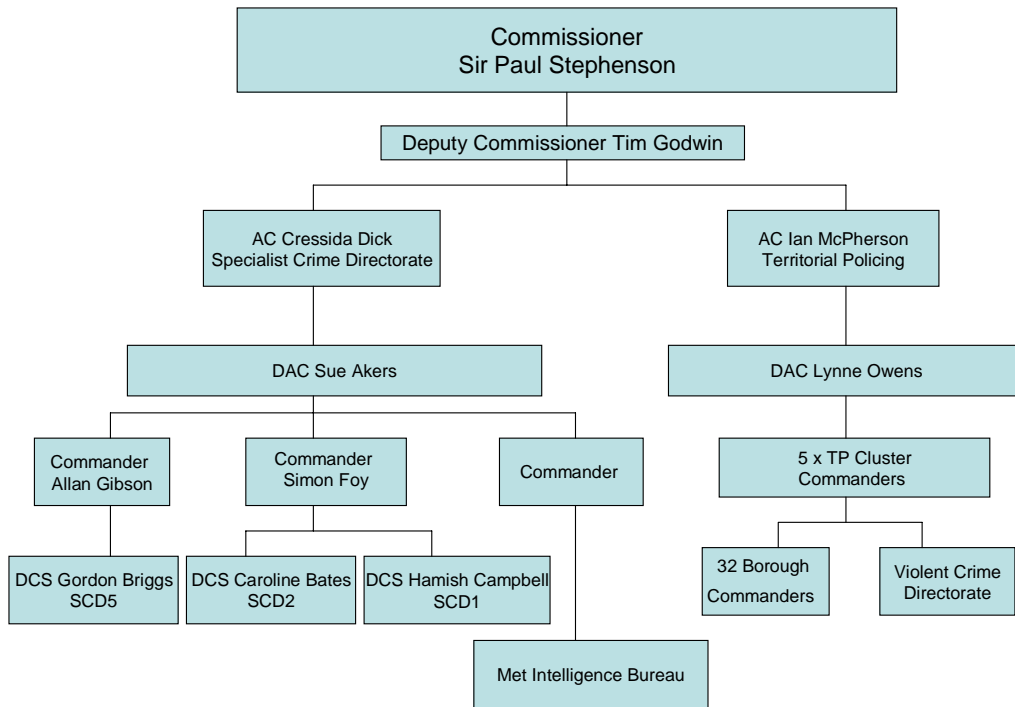 Commissioner
Sir Paul Stephenson
Deputy Commissioner Tim Godwin
AC Cressida Dick
Specialist Crime Directorate
AC Ian McPherson
Territorial Policing
DAC Sue Akers
DAC Lynne Owens
Commander
Allan Gibson
Commander
Simon Foy
Commander
5 x TP Cluster
Commanders
DCS Gordon Briggs
SCD5
DCS Caroline Bates
SCD2
DCS Hamish Campbell
SCD1
32 Borough
Commanders
Violent Crime
Directorate
Met Intelligence Bureau